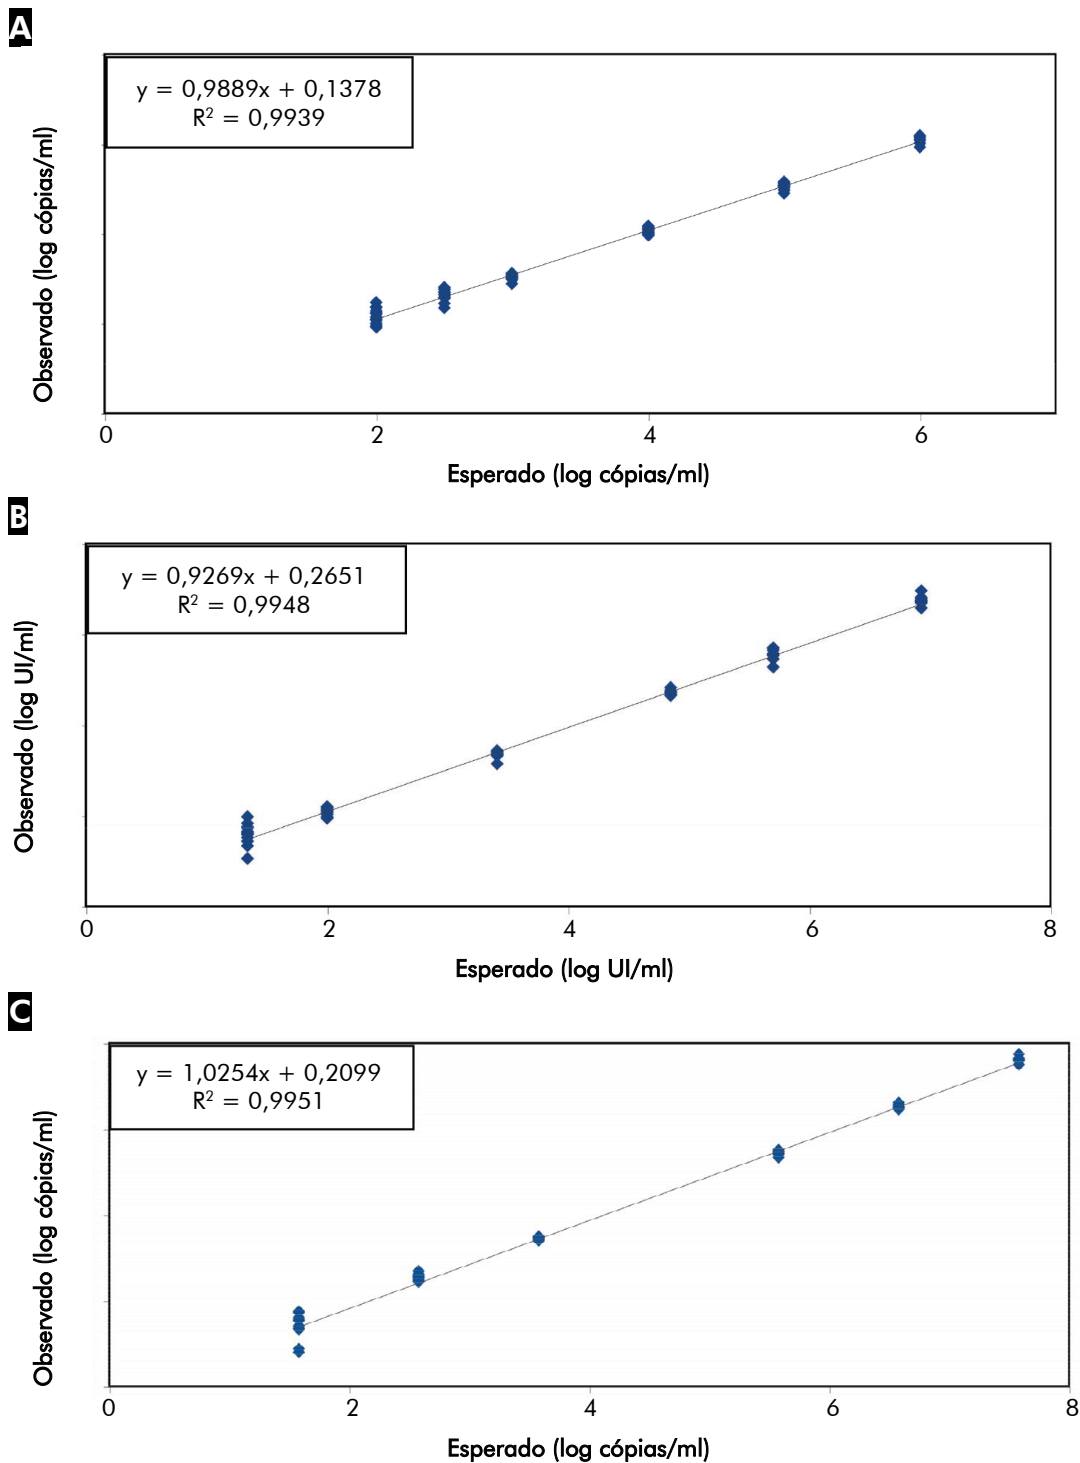 A
y = 0,9889x + 0,1378
R² = 0,9939
Observado (log cópias/ml)
0 2 4 6
Esperado (log cópias/ml)
B
y = 0,9269x + 0,2651
R² = 0,9948
Observado (log UI/ml)
0 2 4 6 8
Esperado (log UI/ml)
C
y = 1,0254x + 0,2099
R² = 0,9951
Observado (log cópias/ml)
0 2 4 6 8
Esperado (log cópias/ml)